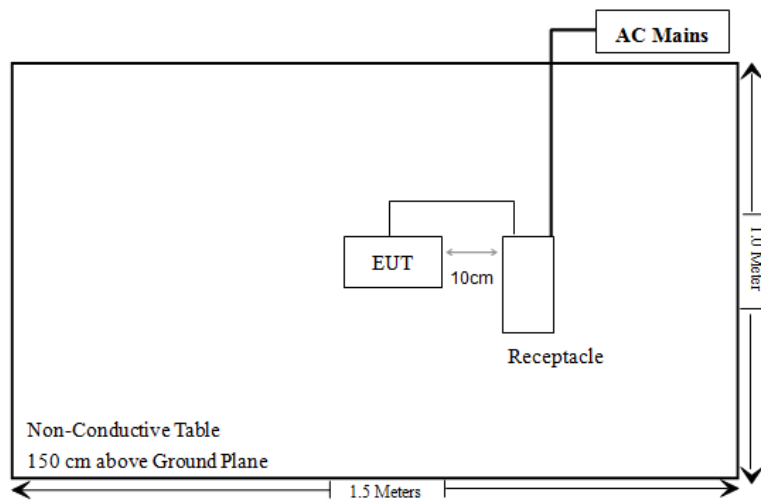 AC Mains
EUT
10cm
1.0 Meter
Receptacle
Non-Conductive Table
150 cm above Ground Plane
1.5 Meters